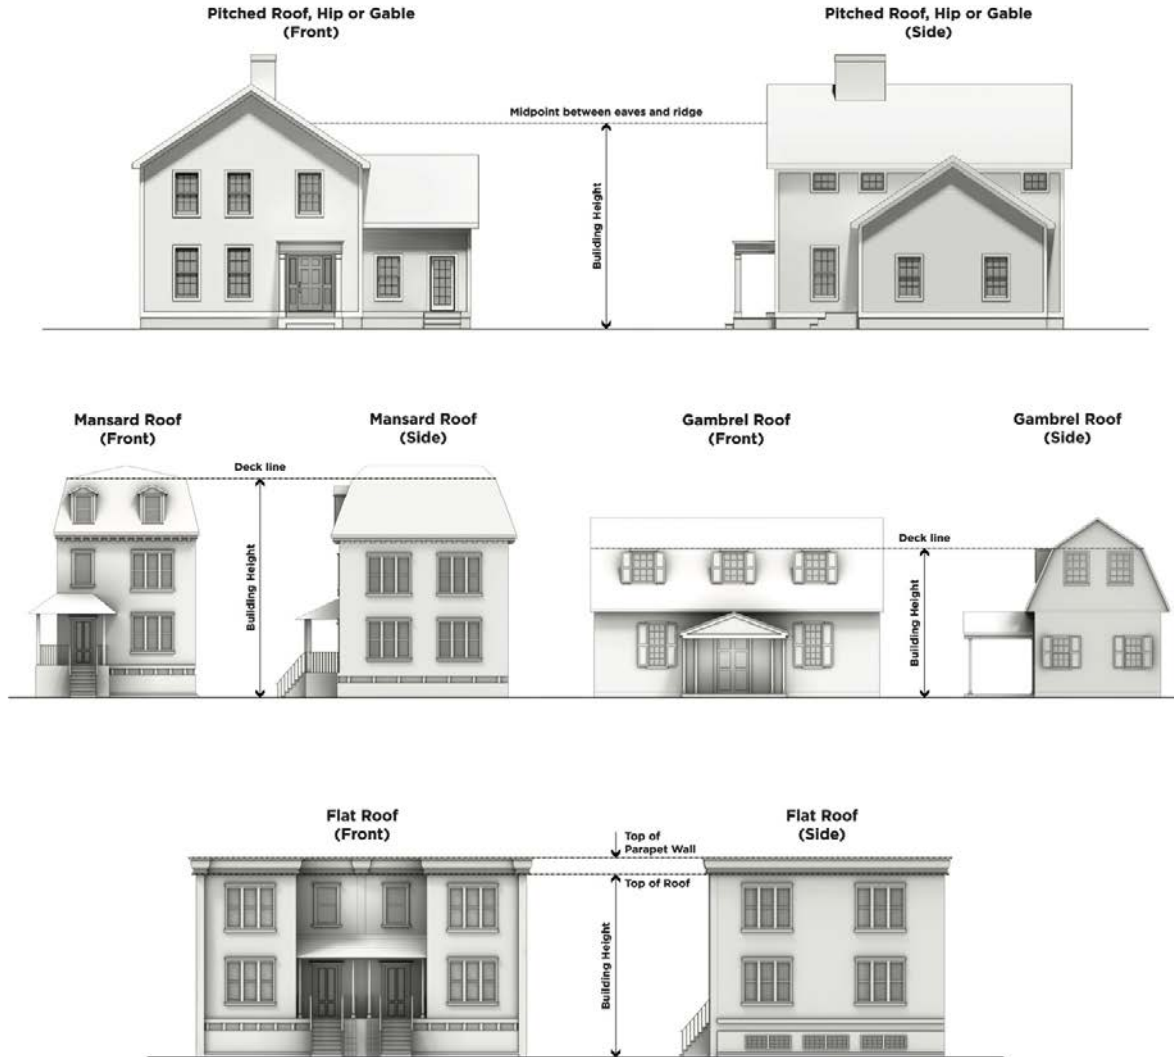 Pitched Roof, Hip or Gable
(Front)
Pitched Roof, Hip or Gable
(Side)
Midpoint between eaves and ridge
Building Height
Mansard Roof
(Front)
Mansard Roof
(Side)
Gambrel Roof
(Front)
Gambrel Roof
(Side)
Deck line
Building Height
Deck line
Building Height
Flat Roof
(Front)
Flat Roof
(Side)
Top of
Parapet Wall
Top of Roof
Building Height